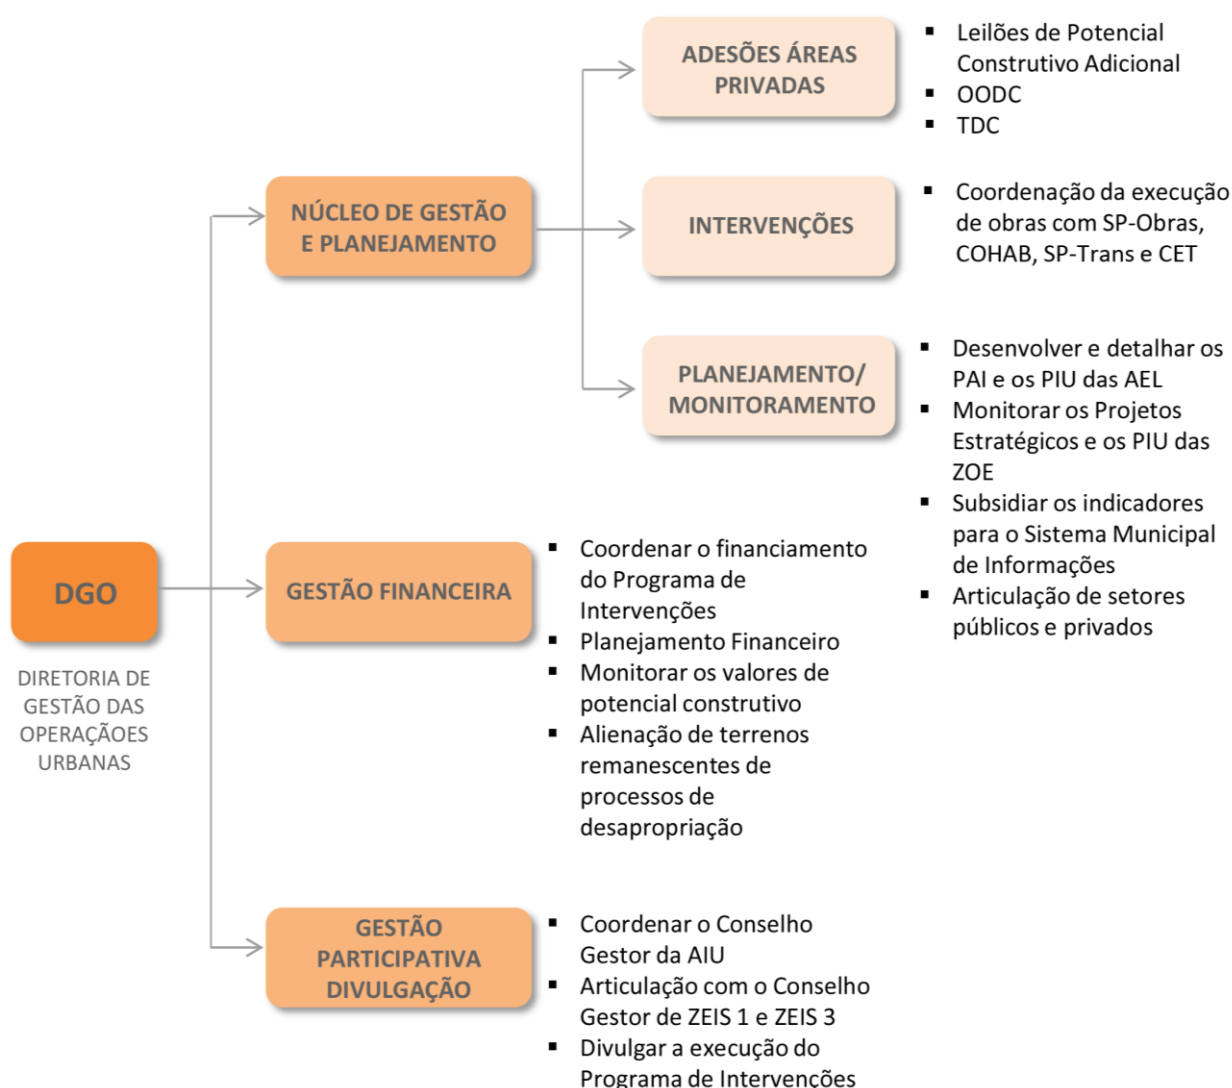 ADESÕES ÁREAS
PRIVADAS
▪ Leilões de Potencial
Construtivo Adicional
▪ OODC
▪ TDC
NÚCLEO DE GESTÃO
E PLANEJAMENTO
INTERVENÇÕES
▪ Coordenação da execução
de obras com SP-Obras,
COHAB, SP-Trans e CET
PLANEJAMENTO/
MONITORAMENTO
▪ Desenvolver e detalhar os
PAI e os PIU das AEL
▪ Monitorar os Projetos
Estratégicos e os PIU das
ZOE
▪ Subsidiar os indicadores
para o Sistema Municipal
de Informações
▪ Articulação de setores
públicos e privados
DGO
DIRETORIA DE
GESTÃO DAS
OPERAÇÃOES
URBANAS
GESTÃO FINANCEIRA
▪ Coordenar o financiamento
do Programa de
Intervenções
▪ Planejamento Financeiro
▪ Monitorar os valores de
potencial construtivo
▪ Alienação de terrenos
remanescentes de
processos de
desapropriação
GESTÃO
PARTICIPATIVA
DIVULGAÇÃO
▪ Coordenar o Conselho
Gestor da AIU
▪ Articulação com o Conselho
Gestor de ZEIS 1 e ZEIS 3
▪ Divulgar a execução do
Programa de Intervenções